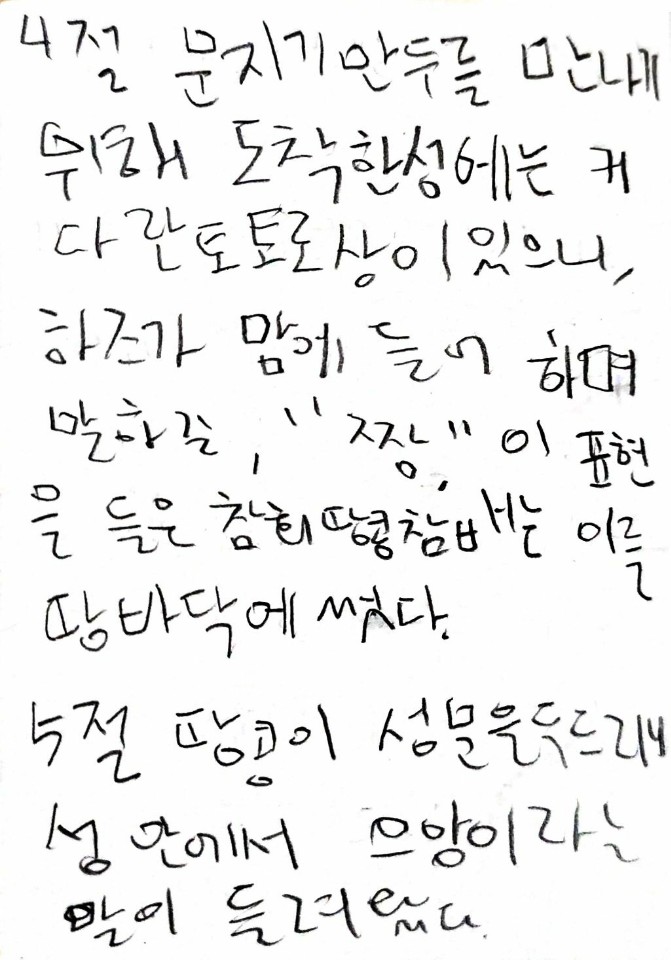 4절 문지기만두를 만나게
위해 도착한성에는 커
다란토토로상이있으니,
하즈가 맘에 들어 하며
말하길, "짱," 이 표현
을 들은 참회땅콩참바는 이를
땅바닥에 썼다.
5절 땅콩이 성문을두드리니
성 안에서 으앙이라는
말이 들려왔다.